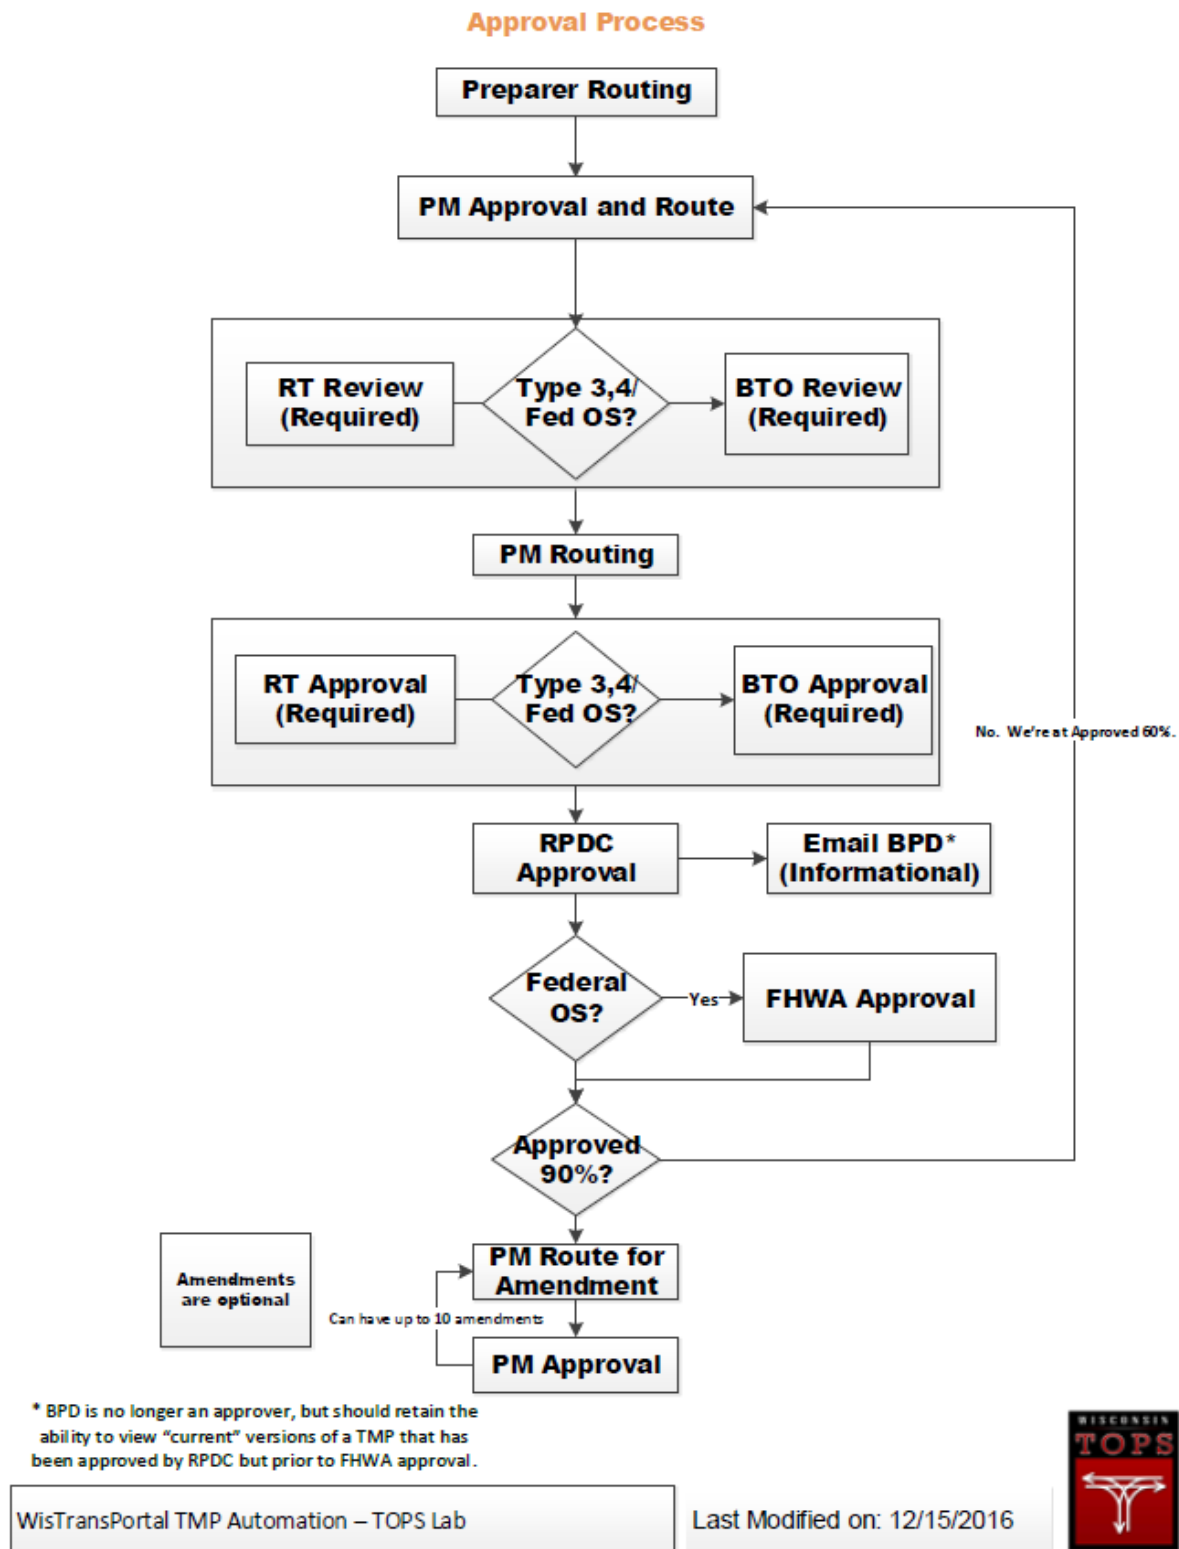 Approval Process
Preparer Routing
PM Approval and Route
RT Review
(Required)
Type 3,4/
Fed OS?
BTO Review
(Required)
PM Routing
RT Approval
(Required)
Type 3,4/
Fed OS?
BTO Approval
(Required)
No. We're at Approved 60%.
RPDC
Approval
Email BPD*
(Informational)
Federal
OS?
Yes
FHWA Approval
Approved
90%?
PM Route for
Amendment
Amendments
are optional
Can have up to 10 amendments
PM Approval
* BPD is no longer an approver, but should retain the
ability to view “current” versions of a TMP that has
been approved by RPDC but prior to FHWA approval.
WisTransPortal TMP Automation – TOPS Lab
Last Modified on: 12/15/2016
WISCONSIN
TOPS